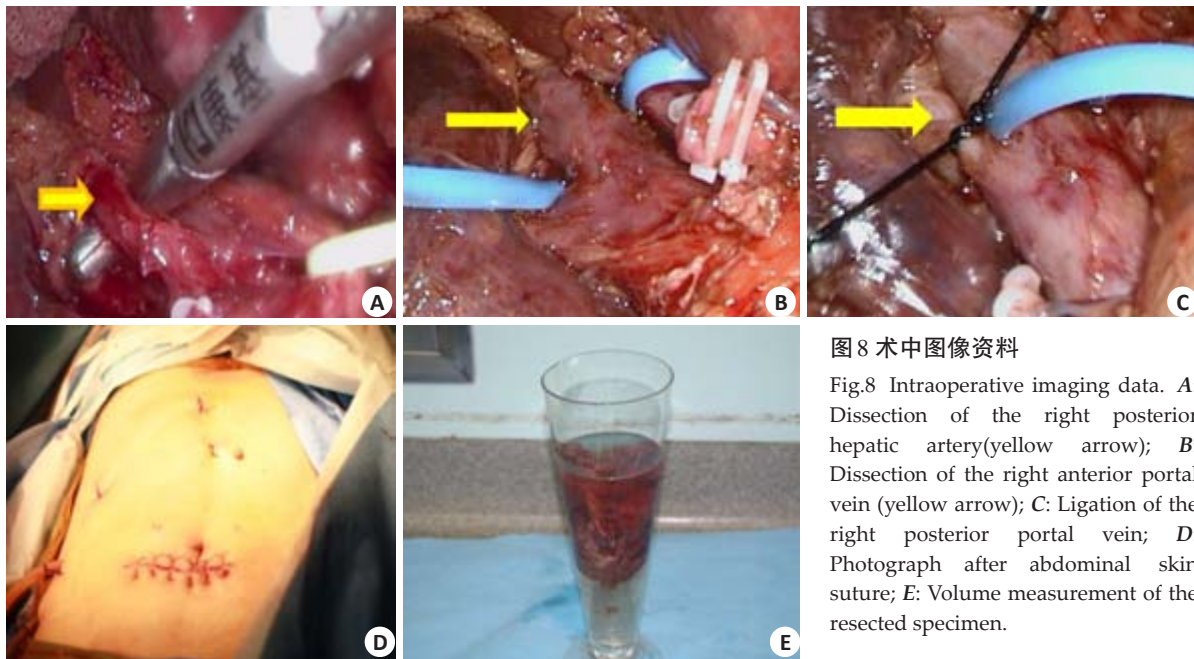 康基
A
B
C
D
E
图8 术中图像资料
Fig.8 Intraoperative imaging data. A
Dissection of the right posterior
hepatic artery(yellow arrow); B
Dissection of the right anterior portal
vein (yellow arrow); C: Ligation of the
right posterior portal vein; D
Photograph after abdominal skin
suture; E: Volume measurement of the
resected specimen.